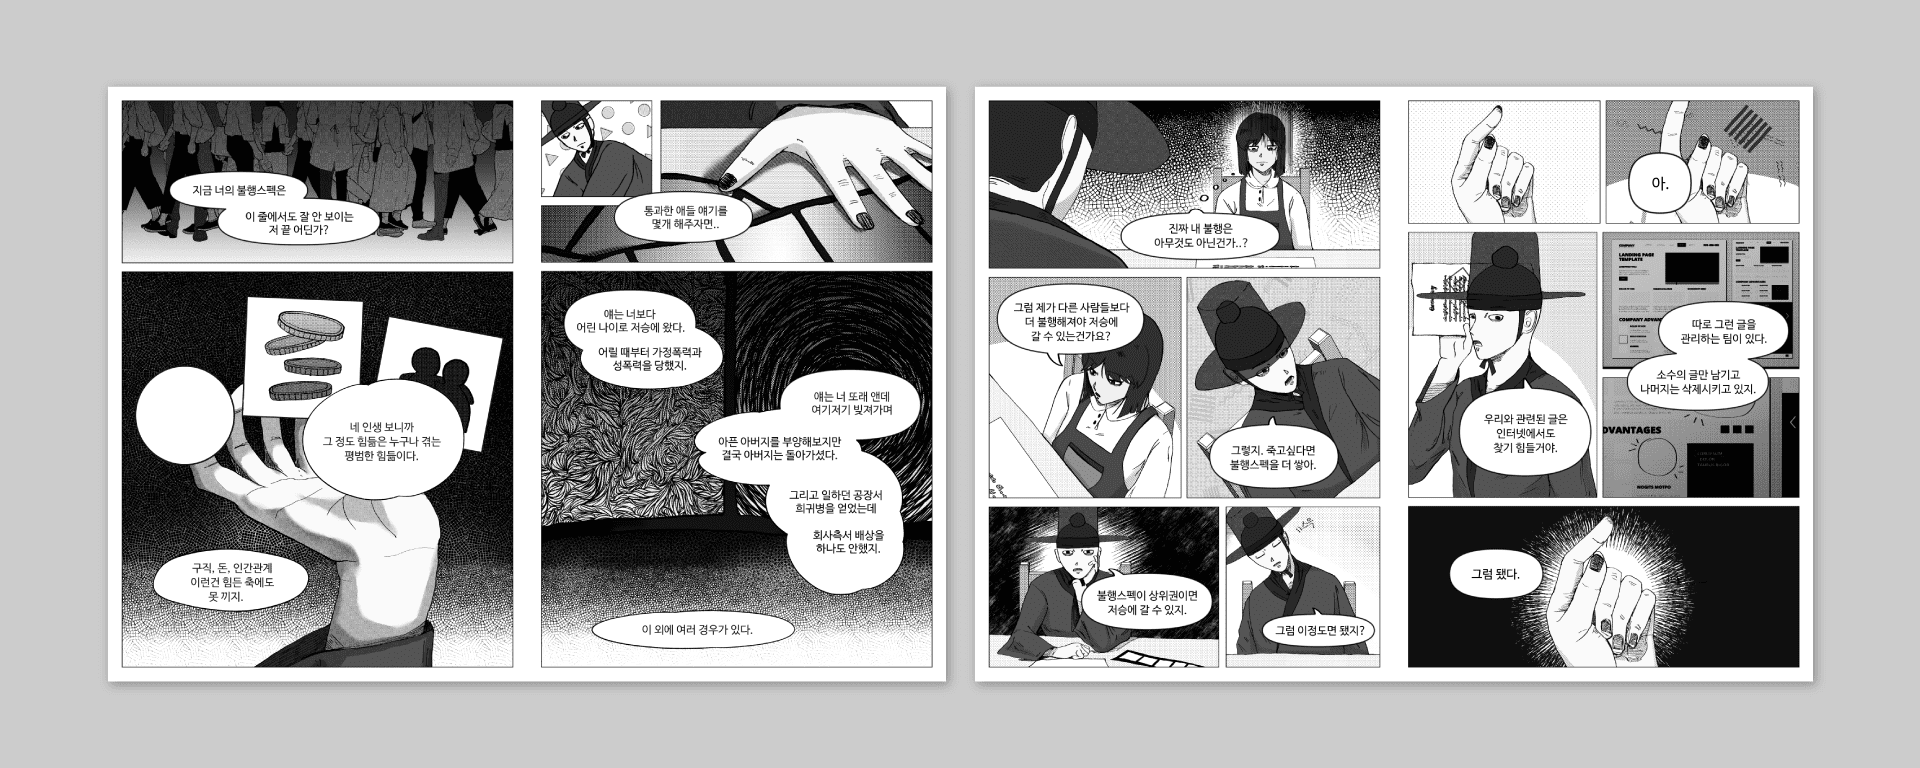 지금 너의 불행스펙은
이 줄에서도 잘 안 보이는
저 끝 어딘가?
네 인생 보니까
그 정도 힘듦은 누구나 겪는
평범한 힘듦이다.
구직, 돈, 인간관계
이런건 힘든 축에도
못 끼지.
통과한 애들 얘기를
몇개 해주자면..
얘는 너보다
어린 나이로 저승에 왔다.
어릴 때부터 가정폭력과
성폭력을 당했지.
얘는 너 또래 앤데
여기저기 빚져가며
아픈 아버지를 부양해보지만
결국 아버지는 돌아가셨다.
그리고 일하던 공장서
희귀병을 얻었는데
회사측서 배상을
하나도 안했지.
이 외에 여러 경우가 있다.
진짜 내 불행은
아무것도 아닌건가..?
그럼 제가 다른 사람들보다
더 불행해져야 저승에
갈 수 있는건가요?
그렇지. 죽고싶다면
불행스펙을 더 쌓아.
불행스펙이 상위권이면
저승에 갈 수 있지.
그럼 이정도면 됐지?
아.
우리와 관련된 글은
인터넷에서도
찾기 힘들거야.
LANDING PAGE
TEMPLATE
COMPANY ADVAN
따로 그런 글을
관리하는 팀이 있다.
소수의 글만 남기고
나머지는 삭제시키고 있지.
DVANTAGES
그럼 됐다.